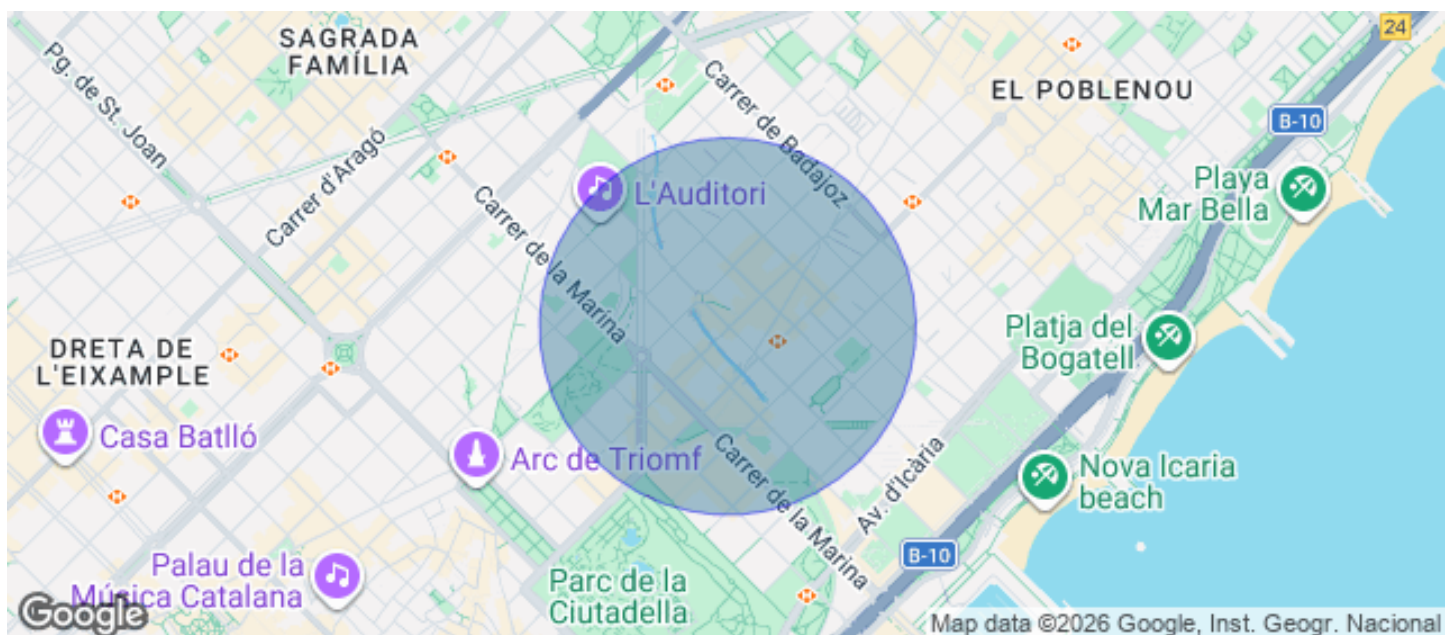 24
SAGRADA
FAMÍLIA
Pg. de St. Joan
Carrer de Badajoz
EL POBLENOU
B-10
Carrer d'Aragó
L'Auditori
Playa
Mar Bella
Carrer de la Marina
Platja del
Bogatell
DRETA DE
L'EIXAMPLE
Casa Batlló
Arc de Triomf
Carrer de la Marina
Av. d'Icària
Nova Icaria
beach
B-10
Palau de la
Música Catalana
Parc de la
Ciutadella
Google
Map data ©2026 Google, Inst. Geogr. Nacional